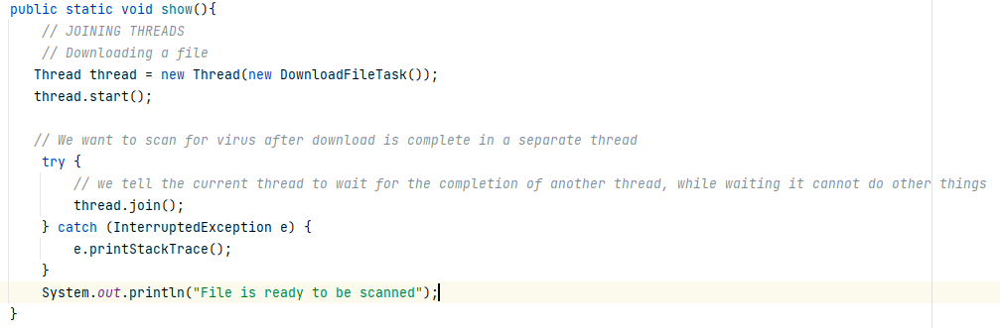 public static void show(){
// JOINING THREADS
// Downloading a file
Thread thread = new Thread(new DownloadFileTask());
thread.start();
// We want to scan for virus after download is complete in a separate thread
try {
// we tell the current thread to wait for the completion of another thread, while waiting it cannot do other things
thread.join();
} catch (InterruptedException e) {
e.printStackTrace();
}
System.out.println("File is ready to be scanned");
}